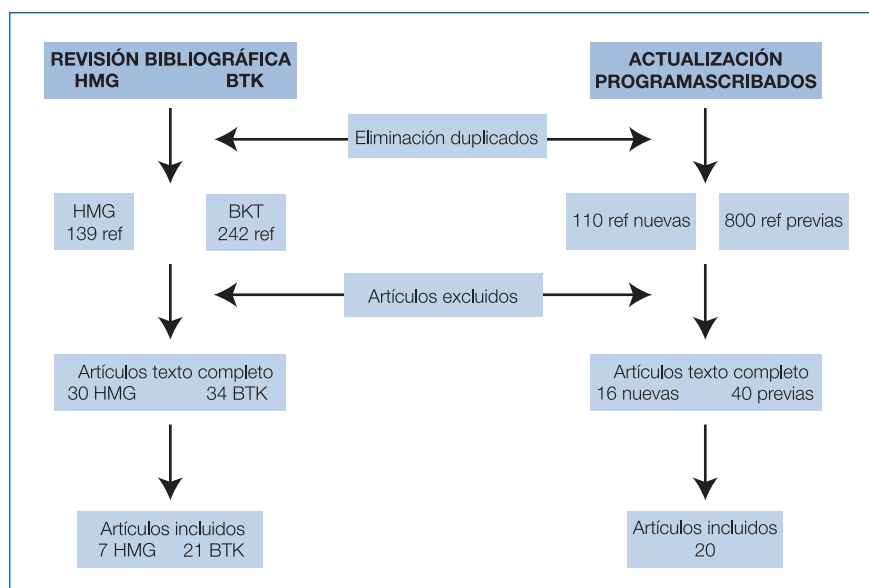 REVISIÓN BIBLIOGRÁFICA
HMG BTK
ACTUALIZACIÓN
PROGRAMASCRIBADOS
Eliminación duplicados
HMG
139 ref
BKT
242 ref
110 ref nuevas
800 ref previas
Artículos excluidos
Artículos texto completo
30 HMG 34 BTK
Artículos texto completo
16 nuevas 40 previas
Artículos incluidos
7 HMG 21 BTK
Artículos incluidos
20